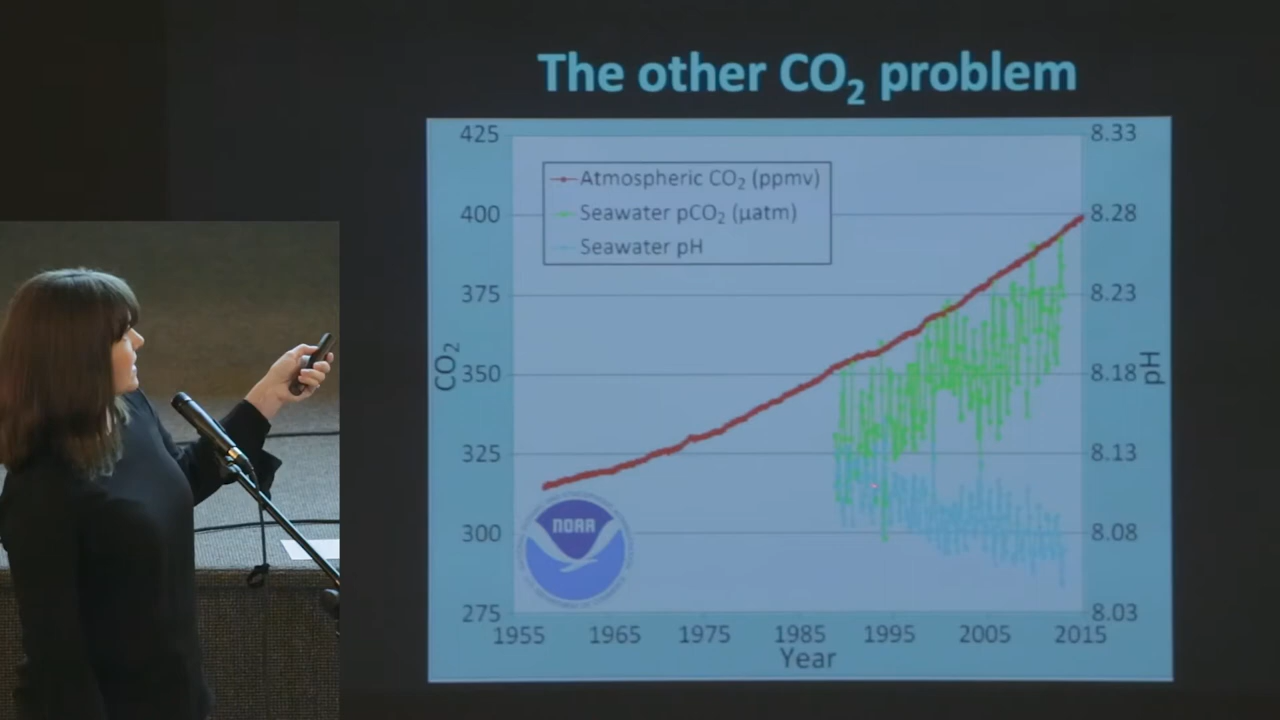 The other CO₂ problem
425
400
375
350
325
300
275
CO₂
Atmospheric CO₂ (ppmv)
Seawater pCO₂ (µatm)
Seawater pH
NOAA
8.33
8.28
8.23
8.18
8.13
8.08
8.03
pH
1955 1965 1975 1985 1995 2005 2015
Year